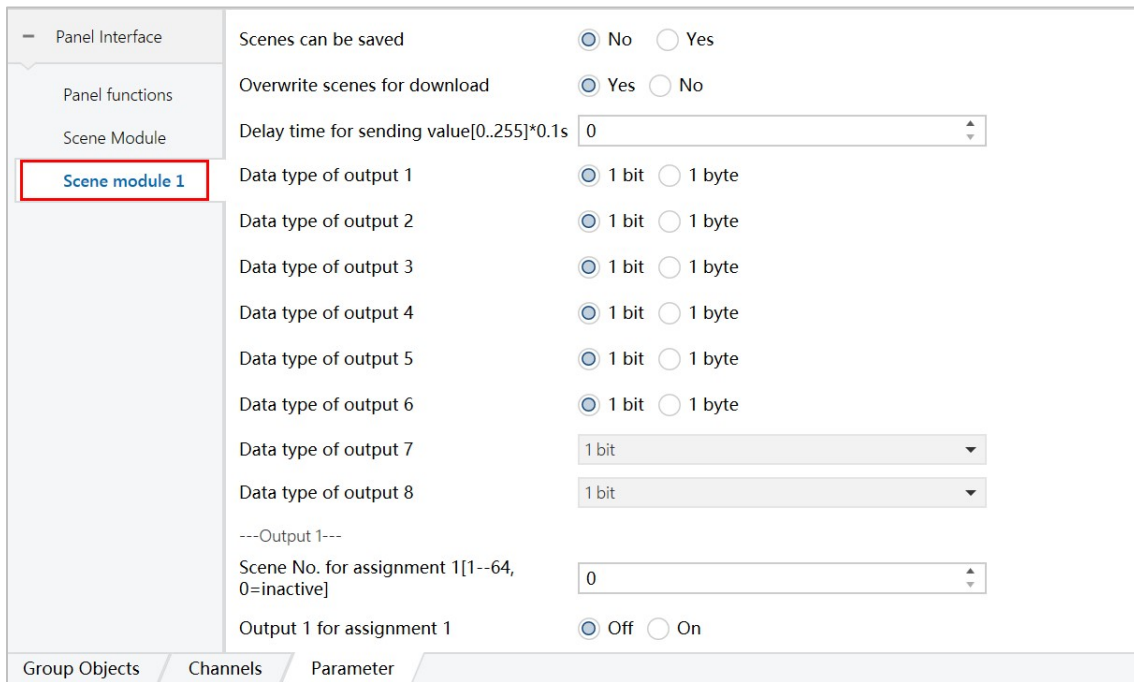 Panel Interface
Panel functions
Scene Module
Scene module 1
Scenes can be saved No Yes
Overwrite scenes for download Yes No
Delay time for sending value[0..255]*0.1s 0
Data type of output 1 1 bit 1 byte
Data type of output 2 1 bit 1 byte
Data type of output 3 1 bit 1 byte
Data type of output 4 1 bit 1 byte
Data type of output 5 1 bit 1 byte
Data type of output 6 1 bit 1 byte
Data type of output 7 1 bit
Data type of output 8 1 bit
---Output 1---
Scene No. for assignment 1[1--64,
0=inactive] 0
Output 1 for assignment 1 Off On
Group Objects Channels Parameter